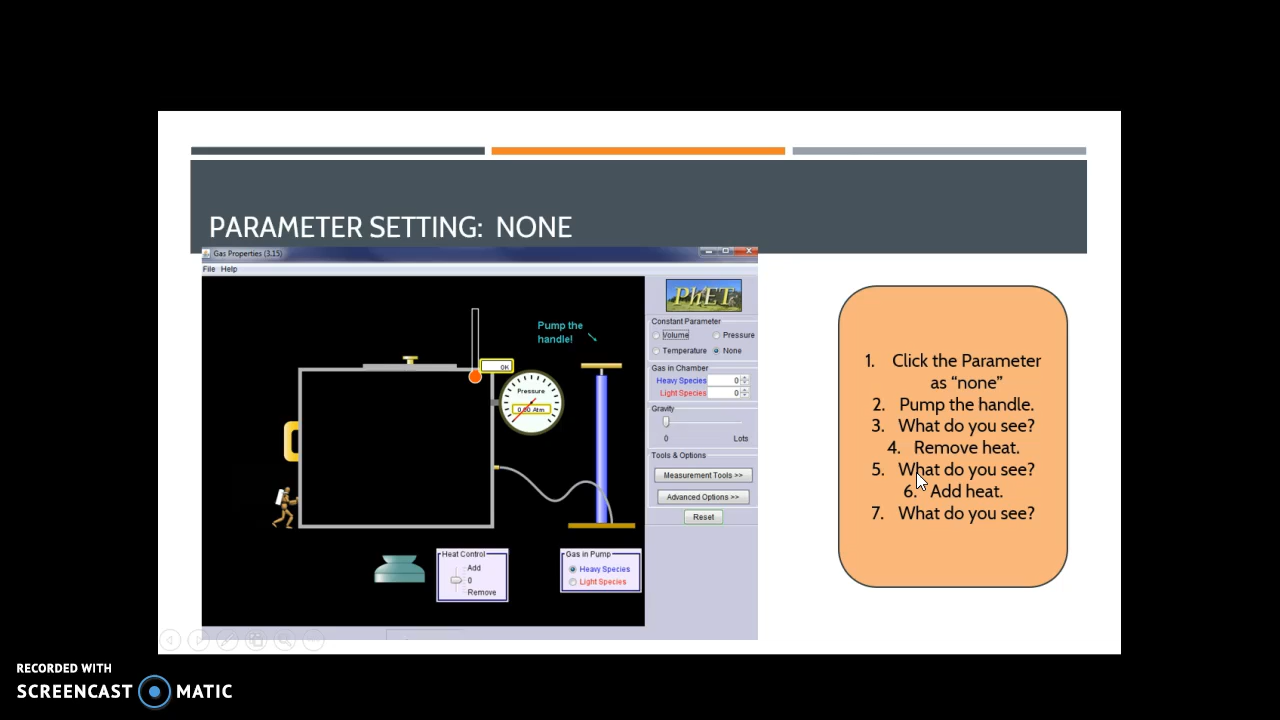 PARAMETER SETTING: NONE
Gas Properties (3.15)
File Help
PhET
Pump the
handle!
Constant Parameter
Volume Pressure
Temperature None
0K
Pressure
0.00 Atm
Gas in Chamber
Heavy Species 0
Light Species 0
Gravity
0 Lots
Tools & Options
Measurement Tools >>
Advanced Options >>
Reset
Heat Control
Add
0
Remove
Gas in Pump
Heavy Species
Light Species
1. Click the Parameter
as “none”
2. Pump the handle.
3. What do you see?
4. Remove heat.
5. What do you see?
6. Add heat.
7. What do you see?
RECORDED WITH
SCREENCAST MATIC